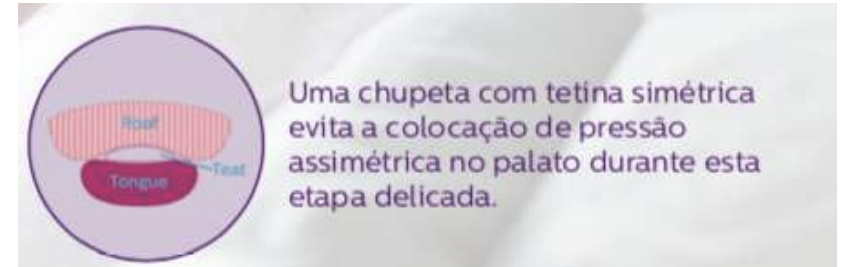 Roof
Teat
Tongue
Uma chupeta com tetina simétrica
evita a colocação de pressão
assimétrica no palato durante esta
etapa delicada.